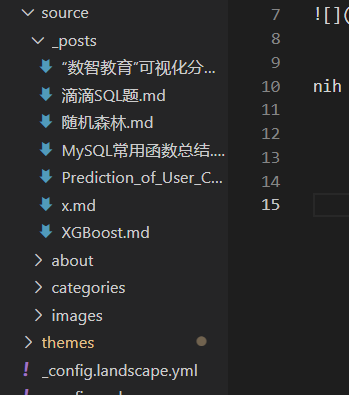 source
_posts
“数智教育”可视化分...
滴滴SQL题.md
随机森林.md
MySQL常用函数总结....
Prediction_of_User_C...
x.md
XGBoost.md
about
categories
images
themes
_config.landscape.yml
7 ![](
8
9
10 nih
11
12
13
14
15